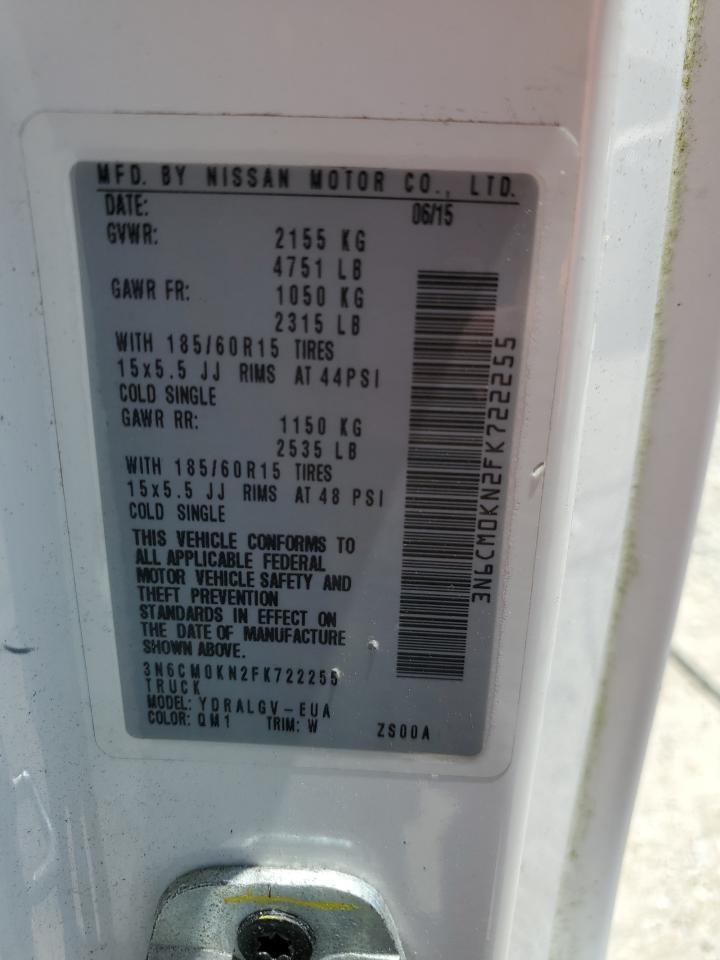 MFD. BY NISSAN MOTOR CO., LTD.
DATE: 06/15
GVWR: 2155 KG
4751 LB
GAWR FR: 1050 KG
2315 LB
WITH 185/60R15 TIRES
15x5.5 JJ RIMS AT 44PSI
COLD SINGLE
GAWR RR: 1150 KG
2535 LB
WITH 185/60R15 TIRES
15x5.5 JJ RIMS AT 48 PSI
COLD SINGLE
THIS VEHICLE CONFORMS TO
ALL APPLICABLE FEDERAL
MOTOR VEHICLE SAFETY AND
THEFT PREVENTION
STANDARDS IN EFFECT ON
THE DATE OF MANUFACTURE
SHOWN ABOVE.
3N6CM0KN2FK722255
TRUCK
MODEL: YDRALGV-EUA
COLOR: QM1 TRIM: W ZS00A
3N6CM0KN2FK722255